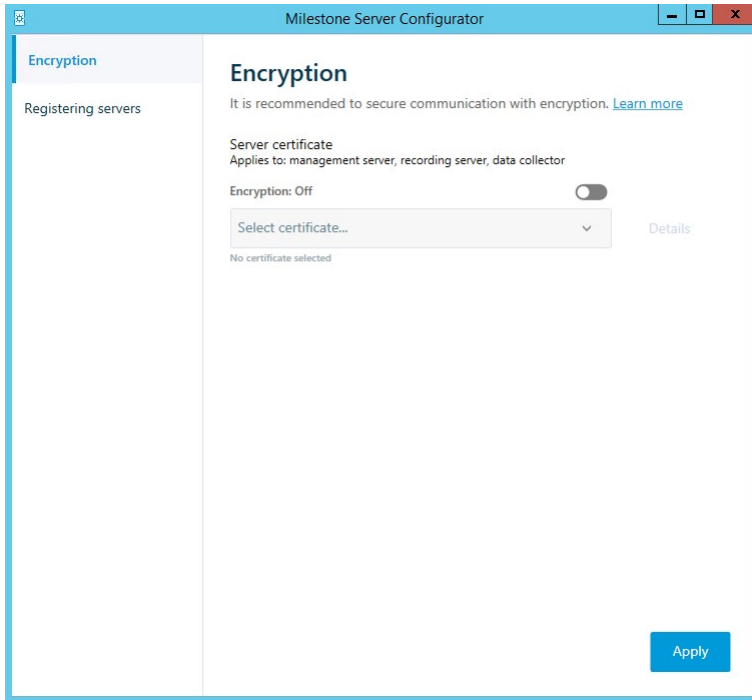 Milestone Server Configurator
Encryption
Registering servers
Encryption
It is recommended to secure communication with encryption. Learn more
Server certificate
Applies to: management server, recording server, data collector
Encryption: Off
Select certificate...
Details
No certificate selected
Apply